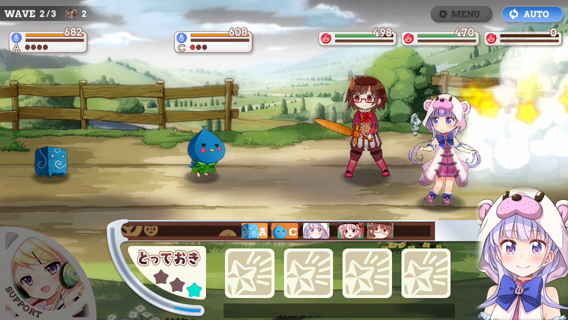 WAVE 2/3 2
MENU
AUTO
682
A
608
C
498
470
0
A C
とっておき
SUPPORT